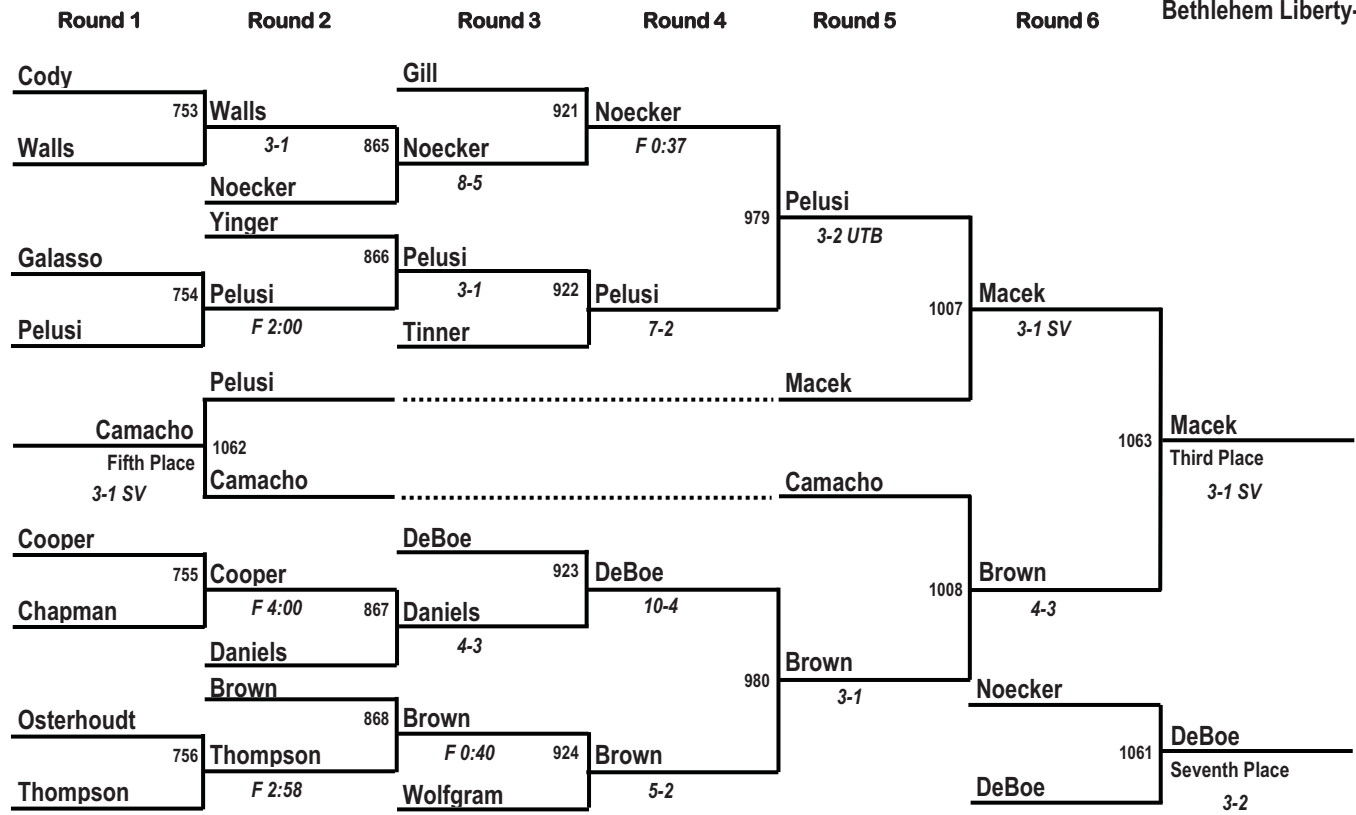 Round 1 Round 2 Round 3 Round 4 Round 5 Round 6 Bethlehem Liberty-
Cody Gill
753 Walls 921 Noecker
Walls 3-1 865 Noecker F 0:37
Noecker 8-5
Yinger 979 Pelusi
3-2 UTB
Galasso 866 Pelusi
754 Pelusi 3-1 922 Pelusi 1007 Macek
Pelusi F 2:00 Tinner 7-2 3-1 SV
Pelusi Macek
Camacho 1062 1063 Macek
Fifth Place Third Place
3-1 SV Camacho Camacho 3-1 SV
Cooper DeBoe
755 Cooper 923 DeBoe 1008 Brown
Chapman F 4:00 867 Daniels 10-4 4-3
Daniels 4-3
Brown 980 Brown Noecker
3-1
Osterhoudt 868 Brown
756 Thompson F 0:40 924 Brown 1061 DeBoe
Thompson F 2:58 Wolfgram 5-2 DeBoe Seventh Place
3-2